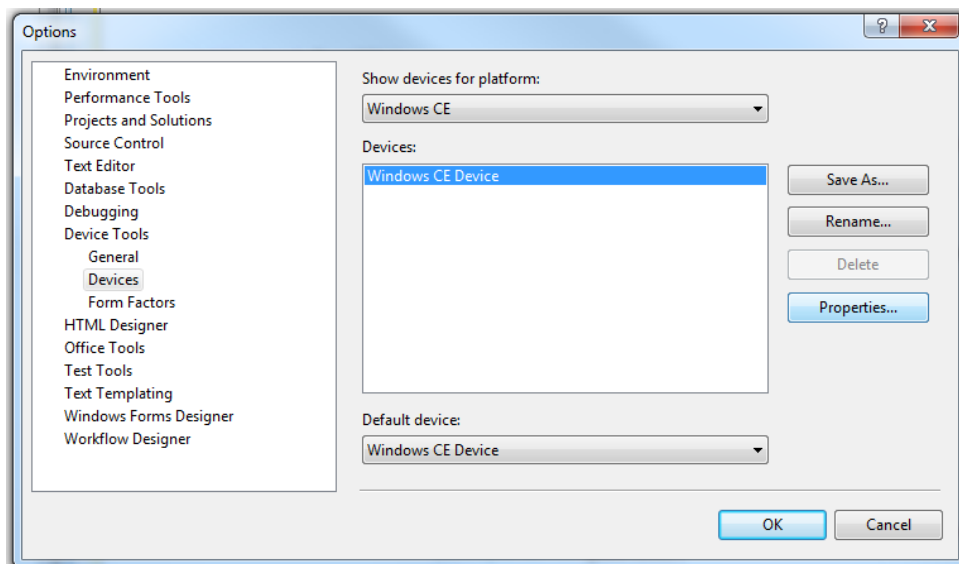 Options
?
X
Environment
Performance Tools
Projects and Solutions
Source Control
Text Editor
Database Tools
Debugging
Device Tools
General
Devices
Form Factors
HTML Designer
Office Tools
Test Tools
Text Templating
Windows Forms Designer
Workflow Designer
Show devices for platform:
Windows CE
Devices:
Windows CE Device
Save As...
Rename...
Delete
Properties...
Default device:
Windows CE Device
OK
Cancel